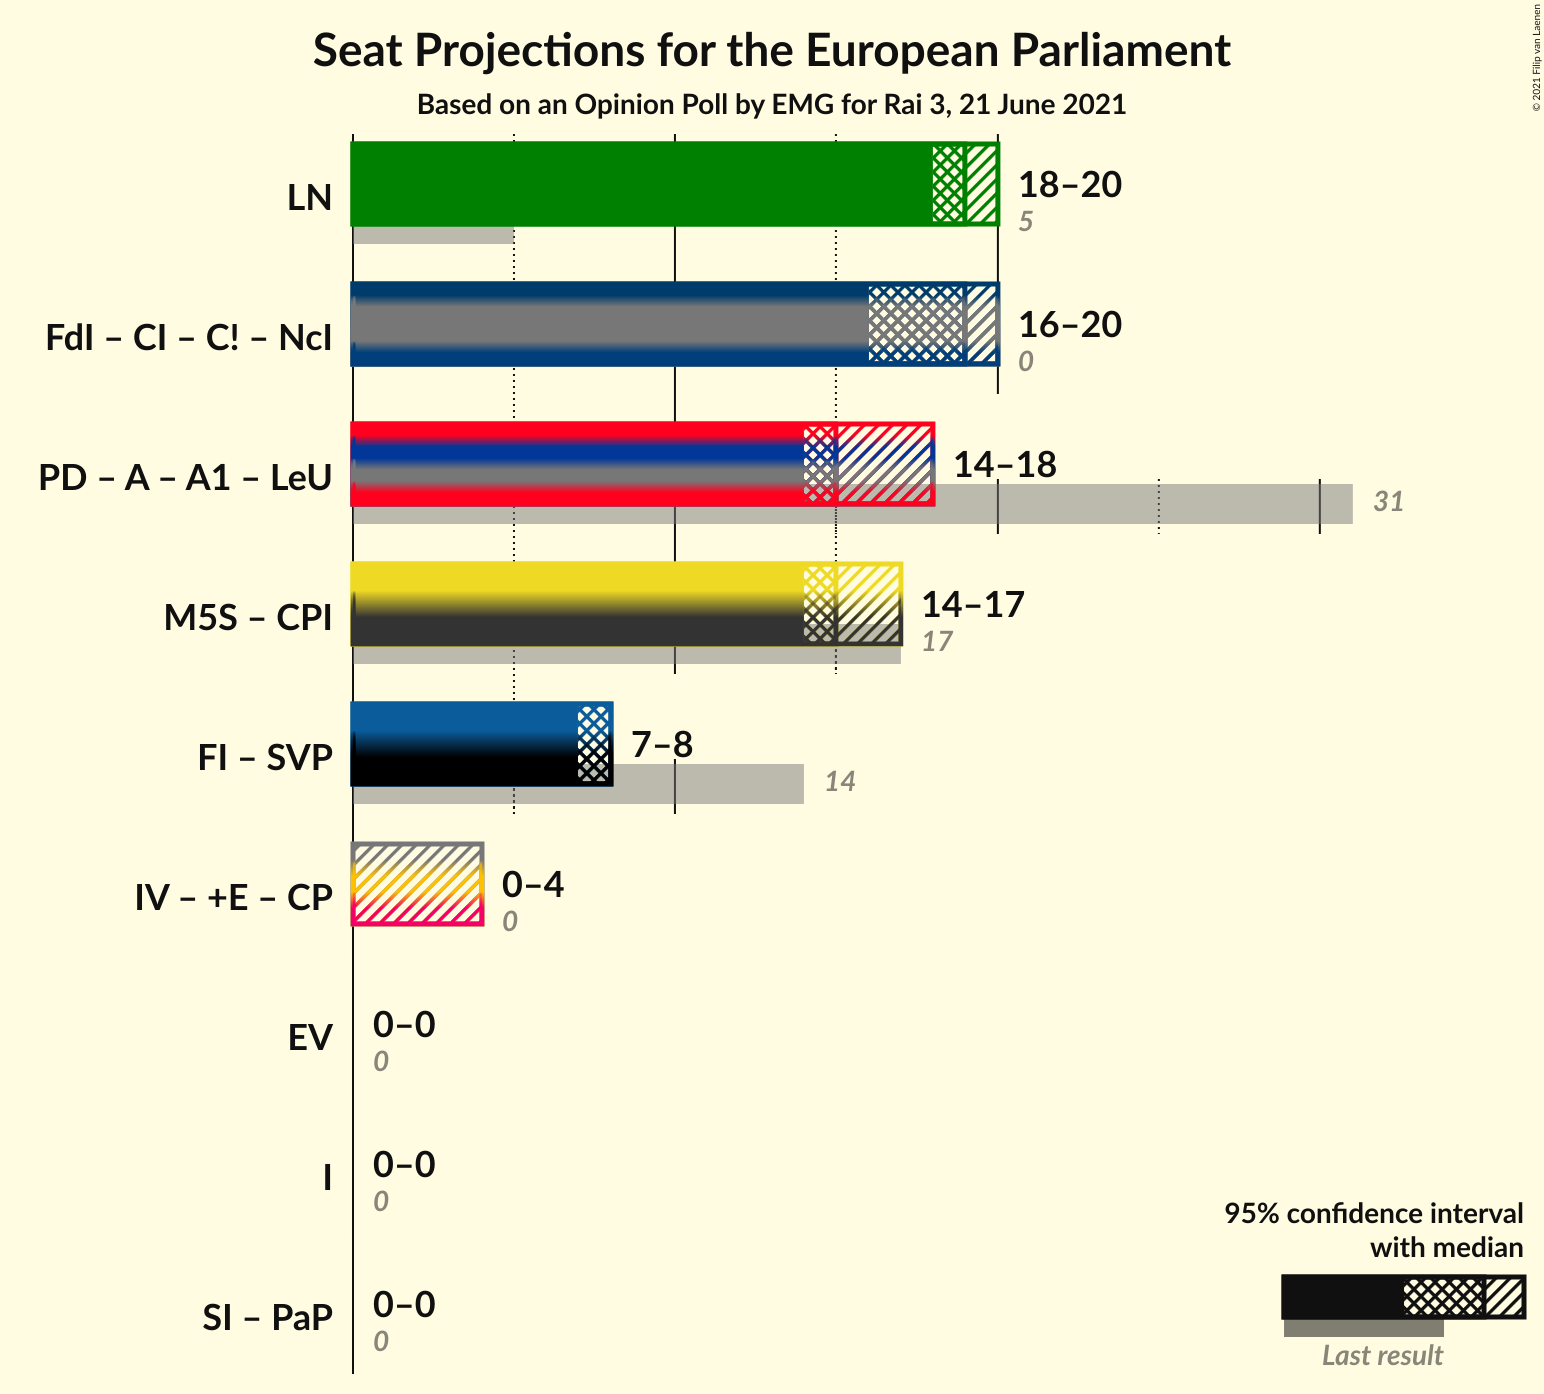 Seat Projections for the European Parliament
Based on an Opinion Poll by EMG for Rai 3, 21 June 2021
© 2021 Filip van Laenen
LN
18–20
5
FdI – CI – C! – NcI
16–20
0
PD – A – A1 – LeU
14–18
31
M5S – CPI
14–17
17
FI – SVP
7–8
14
IV – +E – CP
0–4
0
EV
0–0
0
I
0–0
0
SI – PaP
0–0
0
95% confidence interval
with median
Last result